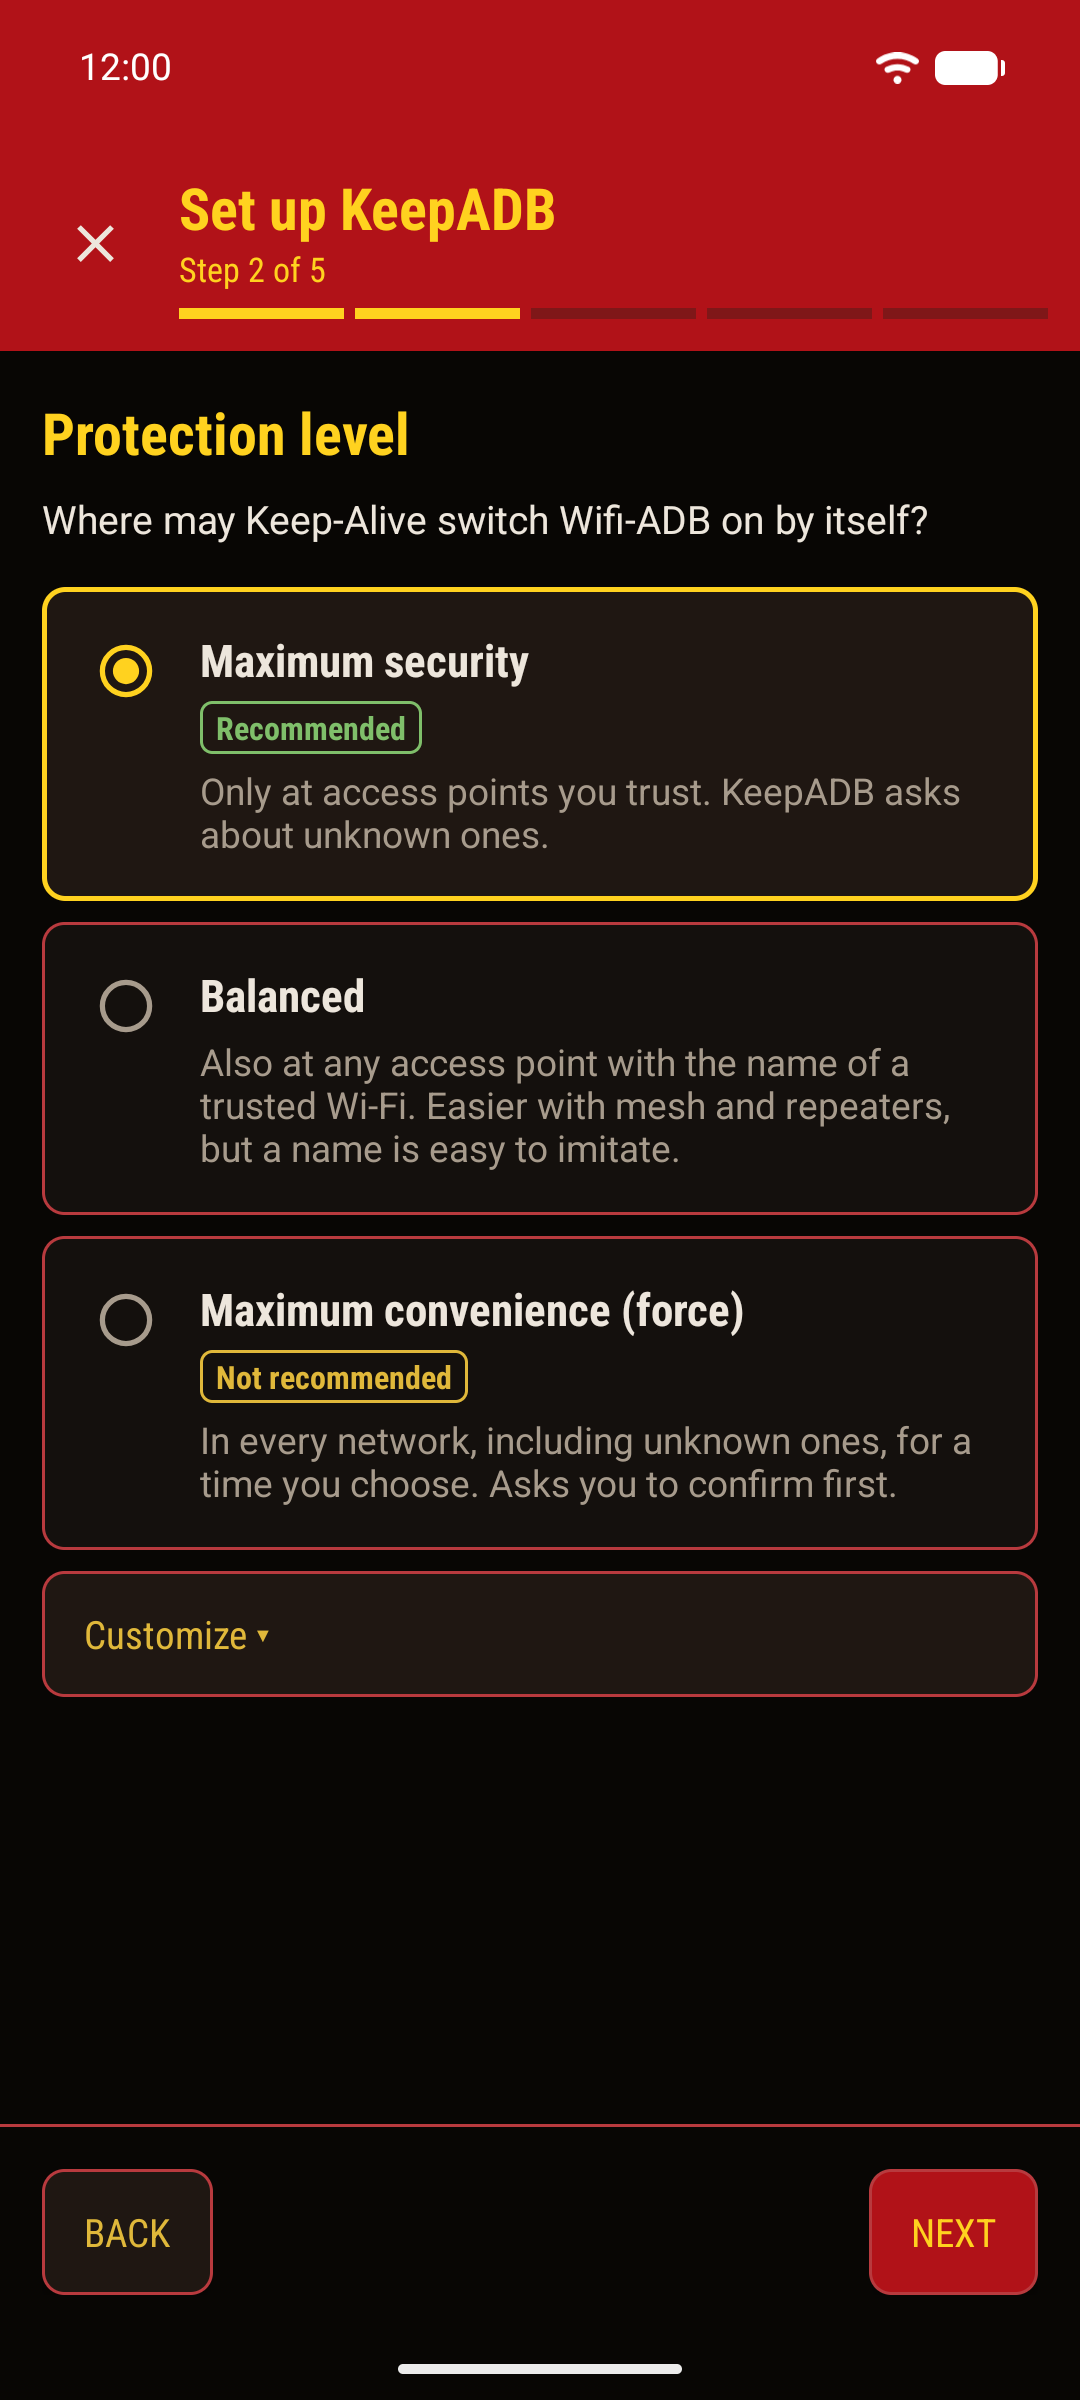 12:00
Set up KeepADB
Step 2 of 5
Protection level
Where may Keep-Alive switch Wifi-ADB on by itself?
Maximum security
Recommended
Only at access points you trust. KeepADB asks
about unknown ones.
Balanced
Also at any access point with the name of a
trusted Wi-Fi. Easier with mesh and repeaters,
but a name is easy to imitate.
Maximum convenience (force)
Not recommended
In every network, including unknown ones, for a
time you choose. Asks you to confirm first.
Customize ▾
BACK
NEXT